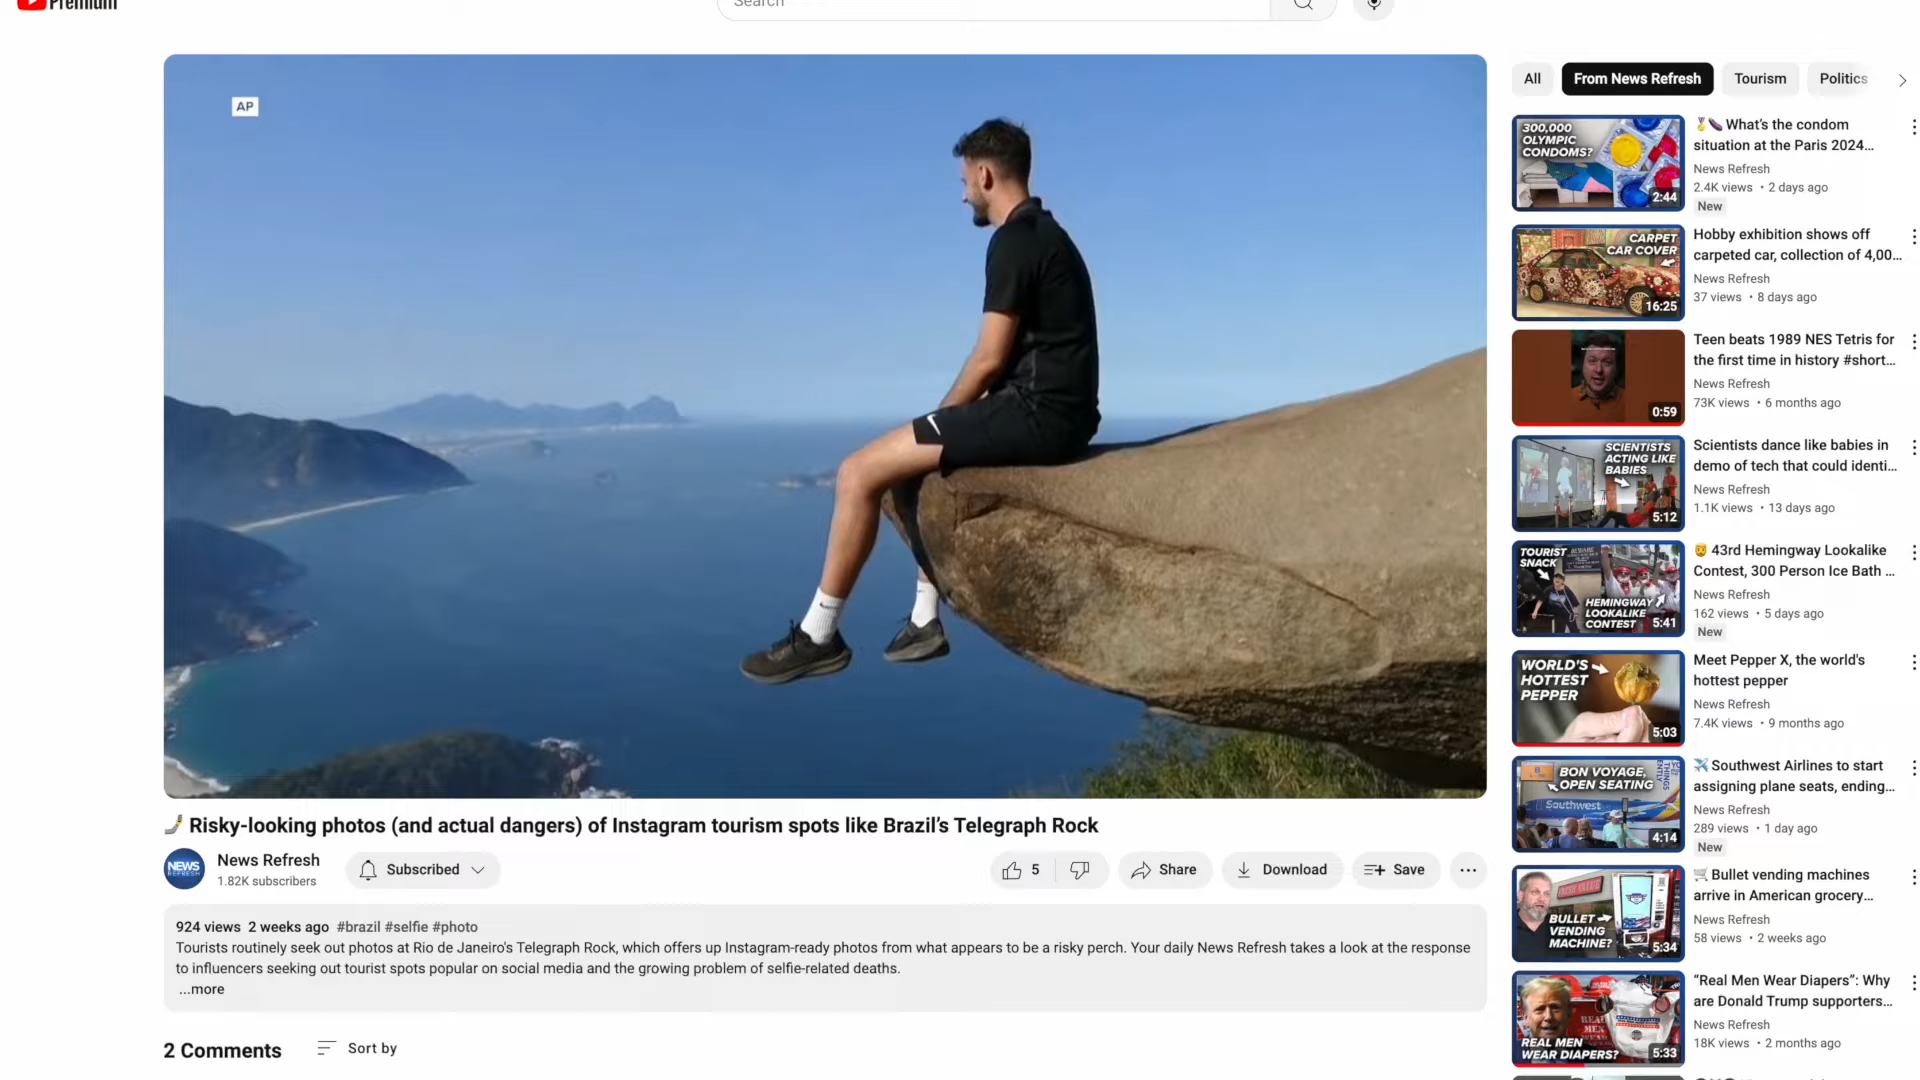 Premium
Search
AP
All
From News Refresh
Tourism
Politics
300,000
OLYMPIC
CONDOMS?
2:44
🏅🍆 What's the condom
situation at the Paris 2024...
News Refresh
2.4K views • 2 days ago
New
CARPET
CAR COVER
16:25
Hobby exhibition shows off
carpeted car, collection of 4,00...
News Refresh
37 views • 8 days ago
0:59
Teen beats 1989 NES Tetris for
the first time in history #short...
News Refresh
73K views • 6 months ago
SCIENTISTS
ACTING LIKE
BABIES
5:12
Scientists dance like babies in
demo of tech that could identi...
News Refresh
1.1K views • 13 days ago
TOURIST
SNACK
BEWARE
HEMINGWAY
LOOKALIKE
CONTEST
5:41
43rd Hemingway Lookalike
Contest, 300 Person Ice Bath ...
News Refresh
162 views • 5 days ago
New
WORLD'S
HOTTEST
PEPPER
5:03
Meet Pepper X, the world's
hottest pepper
News Refresh
7.4K views • 9 months ago
BON VOYAGE,
OPEN SEATING
Southwest
4:14
✈️ Southwest Airlines to start
assigning plane seats, ending...
News Refresh
289 views • 1 day ago
New
BULLET
VENDING
MACHINE?
5:34
🛒 Bullet vending machines
arrive in American grocery...
News Refresh
58 views • 2 weeks ago
REAL
MEN
REAL MEN
WEAR DIAPERS?
5:33
“Real Men Wear Diapers”: Why
are Donald Trump supporters...
News Refresh
18K views • 2 months ago
🤳 Risky-looking photos (and actual dangers) of Instagram tourism spots like Brazil’s Telegraph Rock
NEWS
REFRESH
News Refresh
1.82K subscribers
Subscribed
5
Share
Download
Save
924 views 2 weeks ago #brazil #selfie #photo
Tourists routinely seek out photos at Rio de Janeiro's Telegraph Rock, which offers up Instagram-ready photos from what appears to be a risky perch. Your daily News Refresh takes a look at the response
to influencers seeking out tourist spots popular on social media and the growing problem of selfie-related deaths.
...more
2 Comments
Sort by